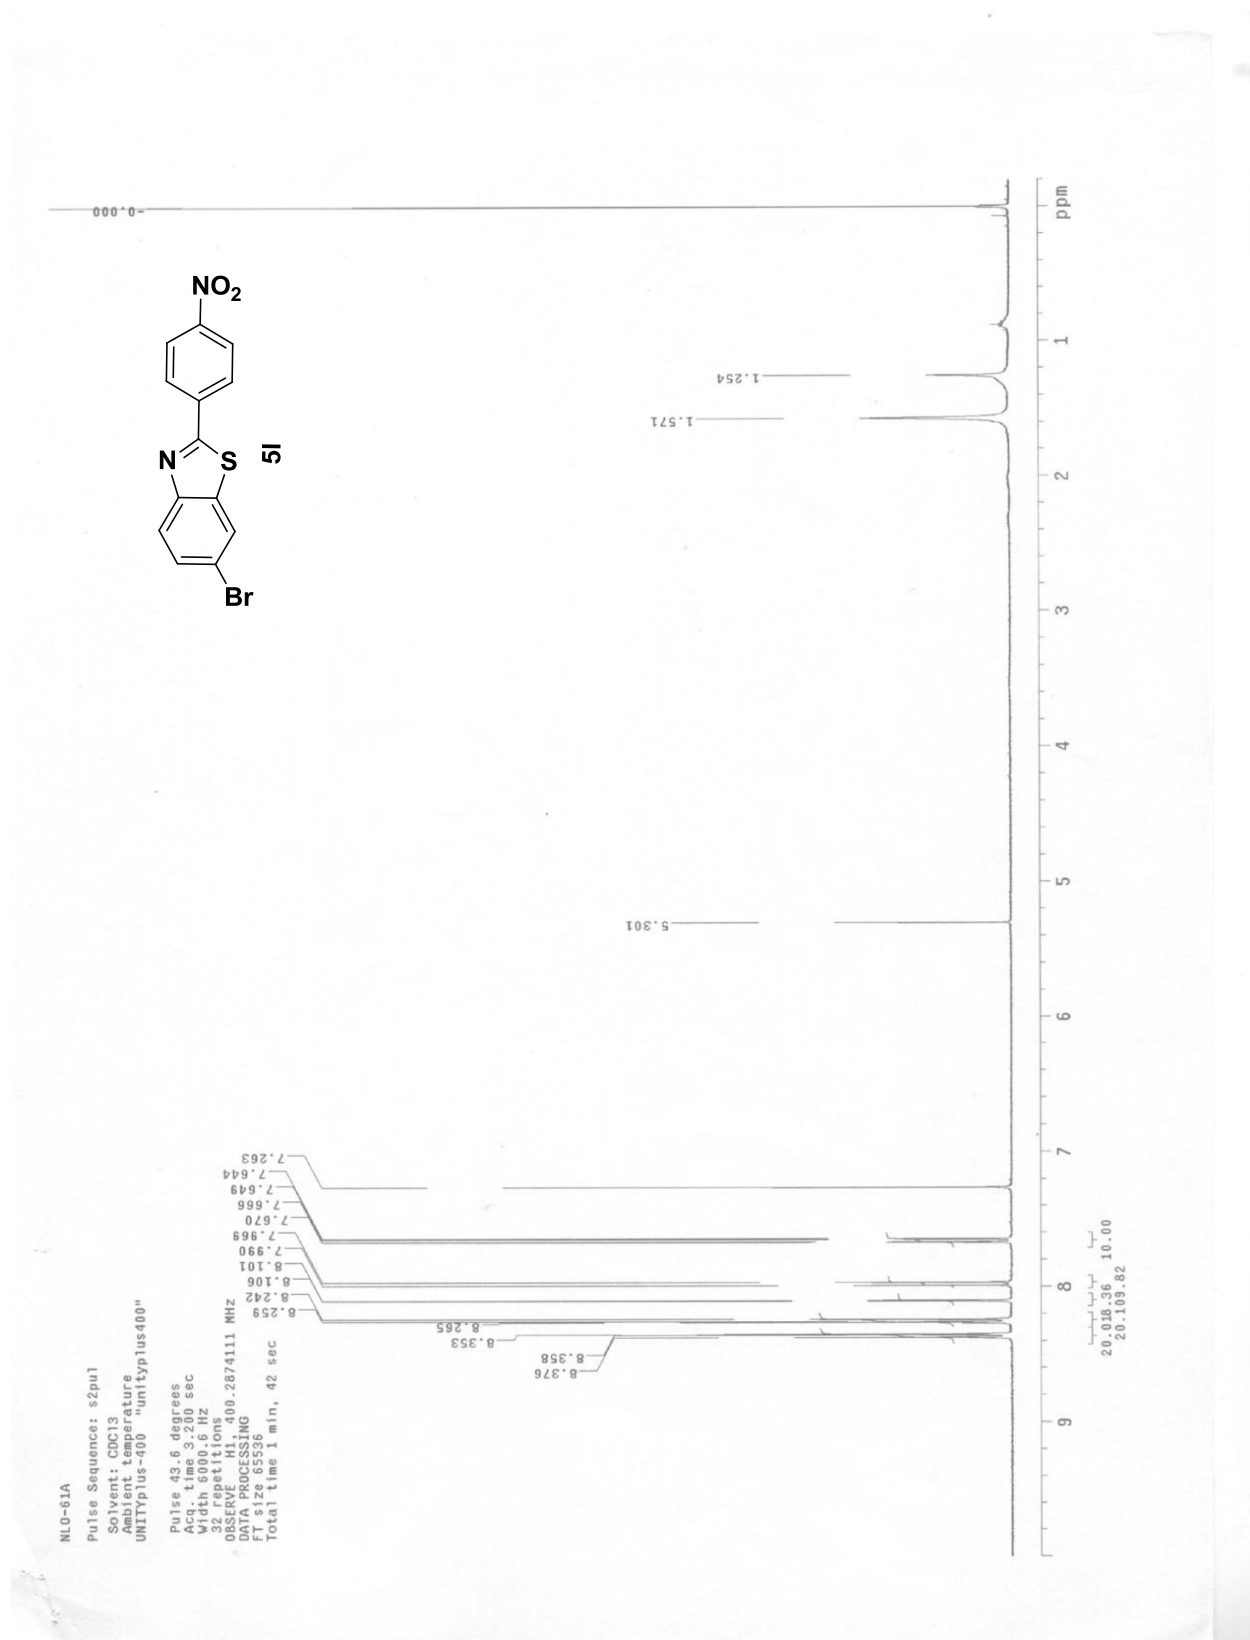 NLO-61A
Pulse Sequence: s2pul
Solvent: CDCl3
Ambient temperature
UNITYplus-400 "unityplus400"
Pulse 43.6 degrees
Acq. time 3.200 sec
Width 6000.6 Hz
32 repetitions
OBSERVE H1, 400.2874111 MHz
DATA PROCESSING
FT size 65536
Total time 1 min, 42 sec
8.376
8.358
8.353
8.265
8.259
8.242
8.106
8.101
7.990
7.969
7.670
7.666
7.649
7.644
7.263
5.301
1.571
1.254
-0.000
Br
N
S
NO2
5l
9
8
7
6
5
4
3
2
1
ppm
20.01
8.36
10.00
20.10
9.82